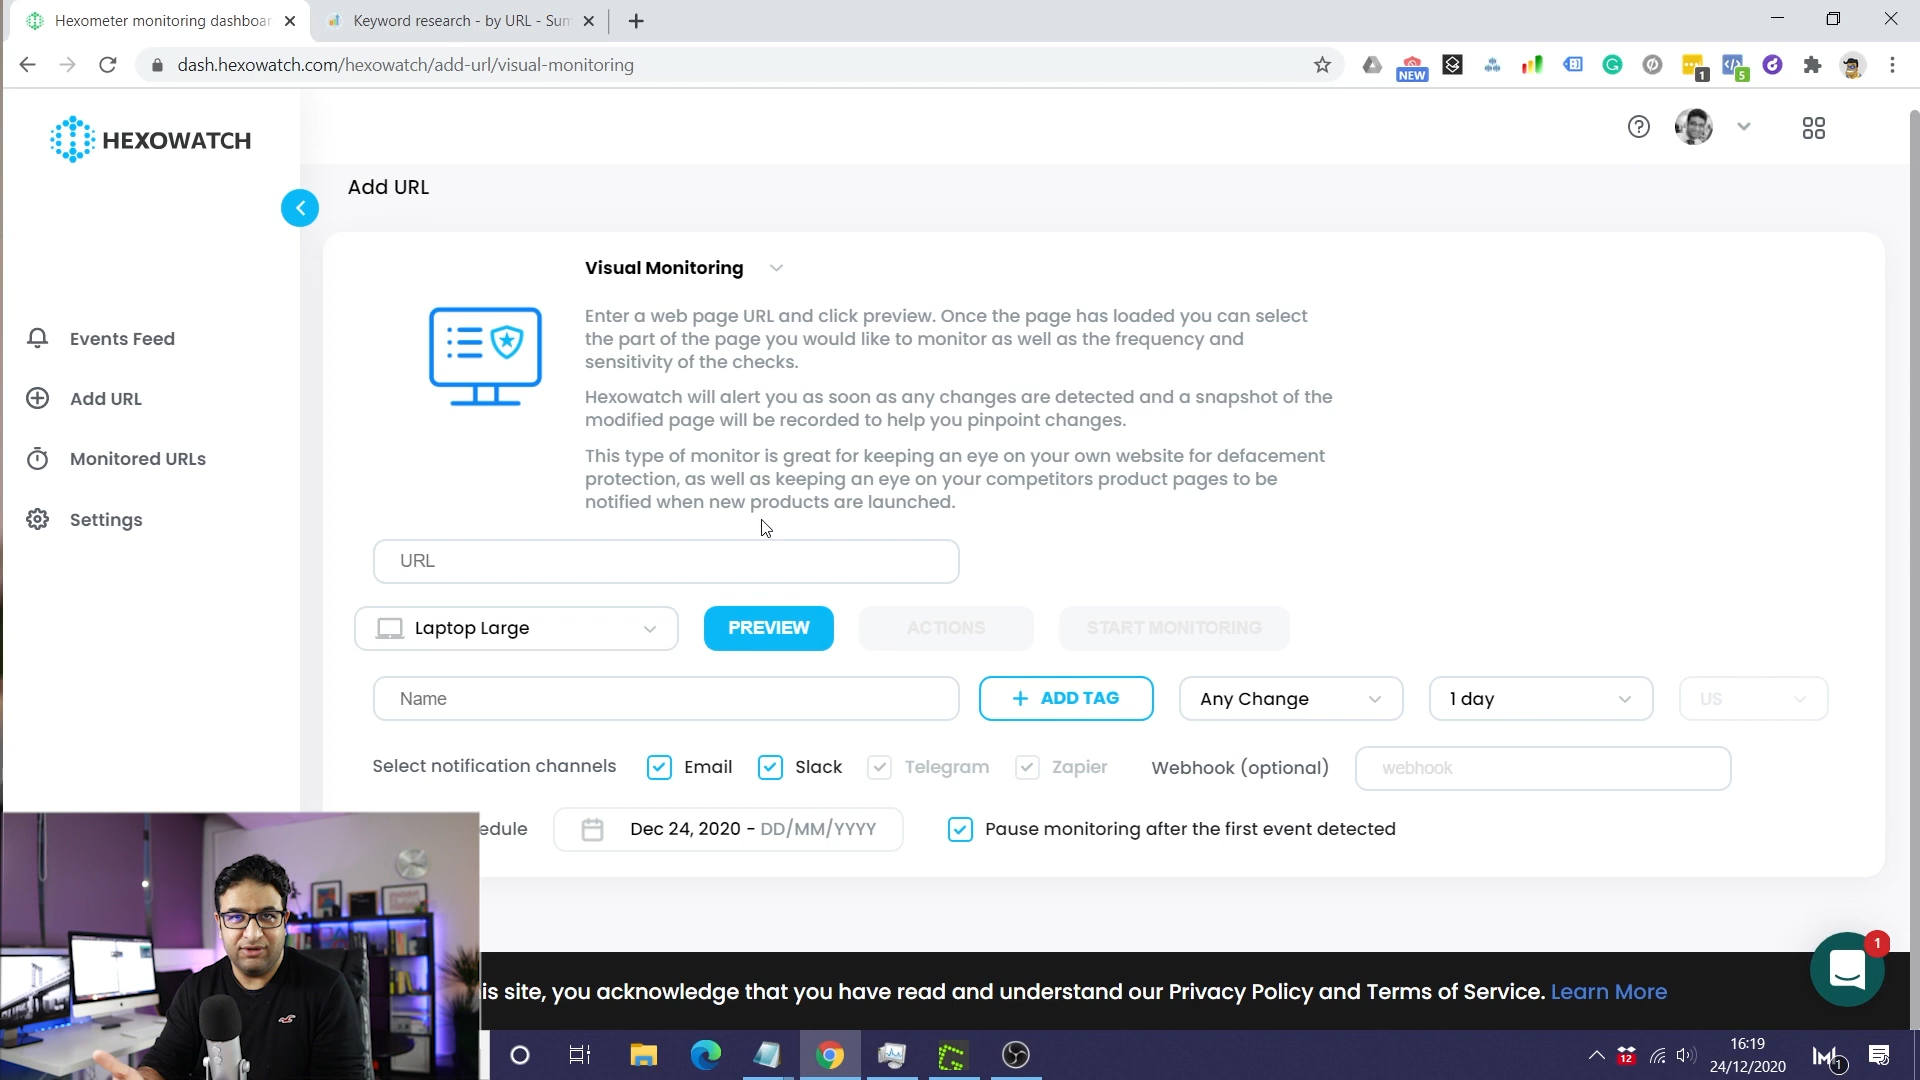 Hexometer monitoring dashboar
Keyword research - by URL - Sum
dash.hexowatch.com/hexowatch/add-url/visual-monitoring
NEW
1
5
HEXOWATCH
Add URL
Visual Monitoring
Enter a web page URL and click preview. Once the page has loaded you can select
the part of the page you would like to monitor as well as the frequency and
sensitivity of the checks.
Hexowatch will alert you as soon as any changes are detected and a snapshot of the
modified page will be recorded to help you pinpoint changes.
This type of monitor is great for keeping an eye on your own website for defacement
protection, as well as keeping an eye on your competitors product pages to be
notified when new products are launched.
Events Feed
Add URL
Monitored URLs
Settings
URL
Laptop Large
PREVIEW
ACTIONS
START MONITORING
Name
+ ADD TAG
Any Change
1 day
US
Select notification channels
Email
Slack
Telegram
Zapier
Webhook (optional)
webhook
edule
Dec 24, 2020 - DD/MM/YYYY
Pause monitoring after the first event detected
1
is site, you acknowledge that you have read and understand our Privacy Policy and Terms of Service. Learn More
12
16:19
24/12/2020
1